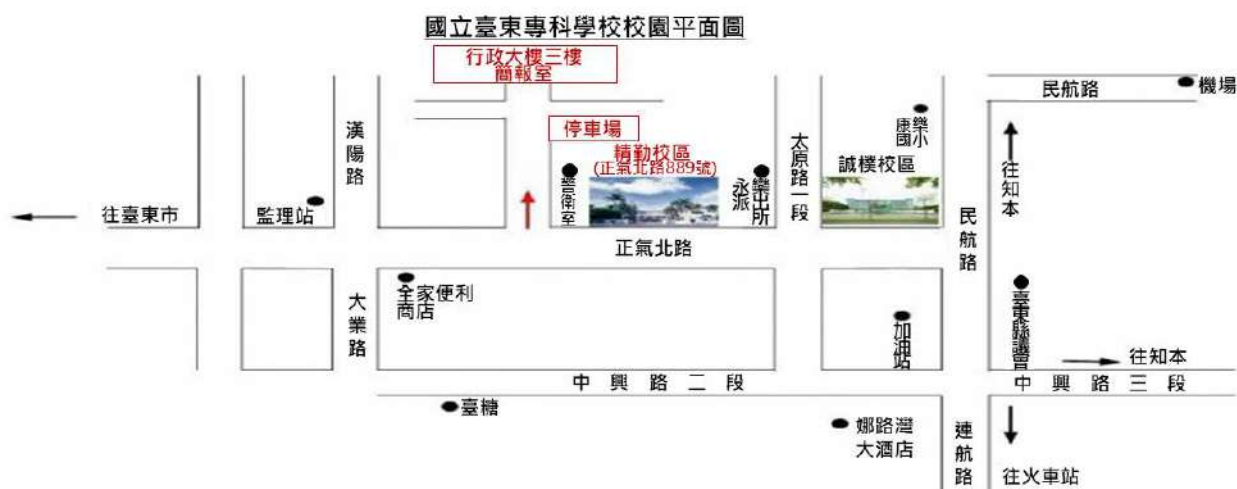 國立臺東專科學校校園平面圖
行政大樓三樓
簡報室
民航路
機場
漢陽路
停車場
太原路一段
康樂
國小
精勤校區
(正氣北路889號)
誠樸校區
往知本
警衛室
永樂
派出所
往臺東市
監理站
民航路
正氣北路
全家便利
商店
大業路
加油站
臺東縣議會
往知本
中興路二段
中興路三段
臺糖
娜路灣
大酒店
連航路
往火車站